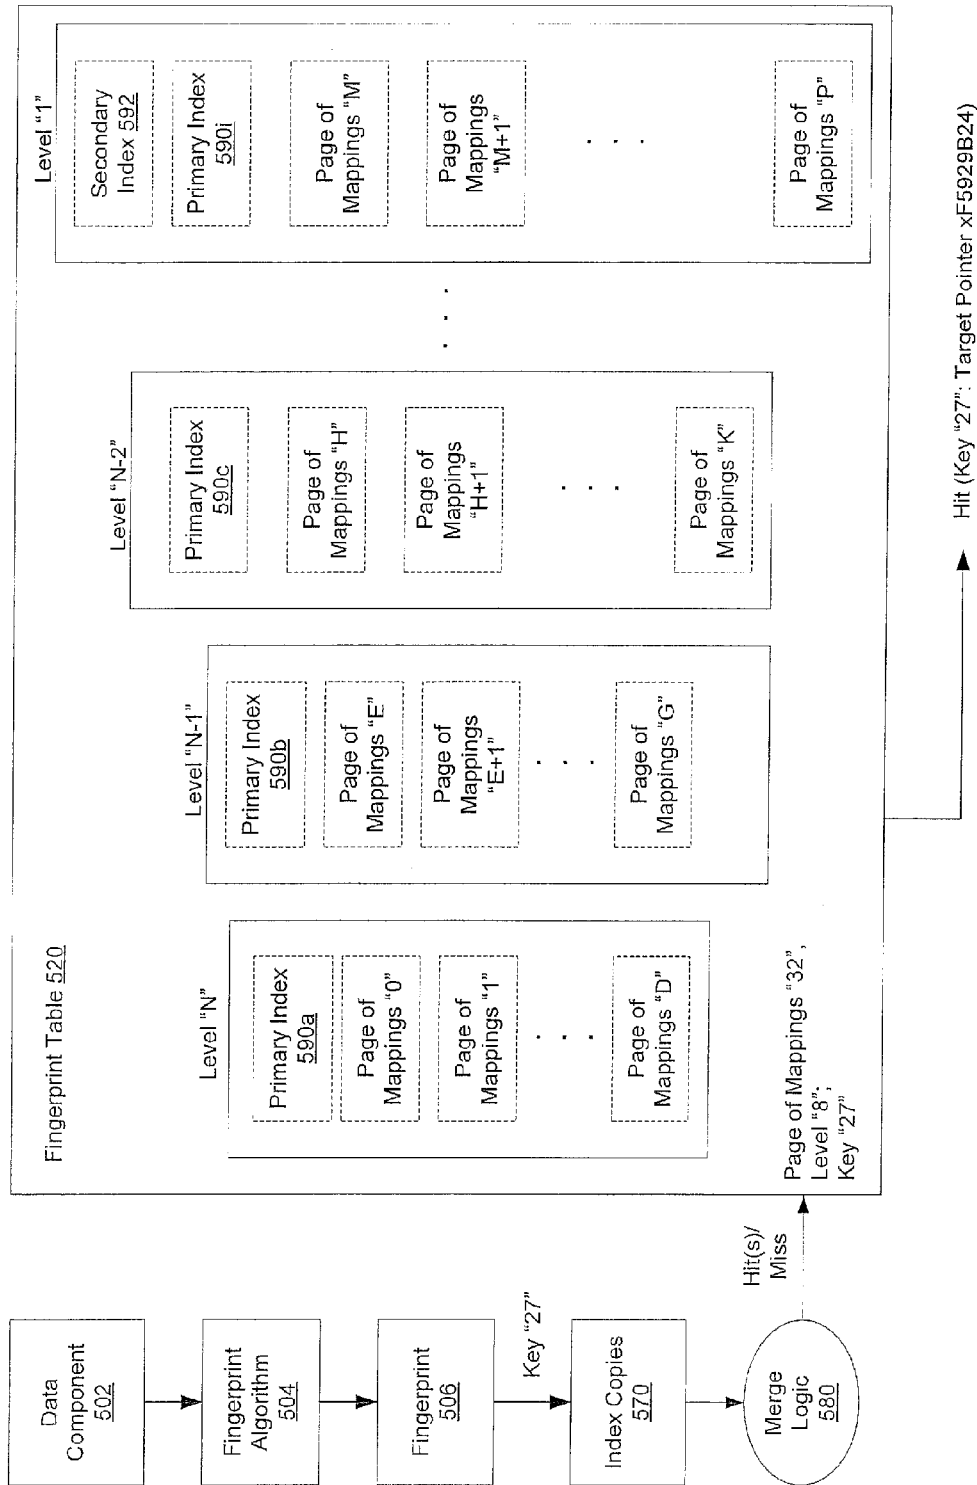 Data
Component
502
Fingerprint
Algorithm
504
Fingerprint
506
Key “27”
Index Copies
570
Merge
Logic
580
Hit(s)/
Miss
Fingerprint Table 520
Level “N”
Primary Index
590a
Page of
Mappings “0”
Page of
Mappings “1”
. . .
Page of
Mappings “D”
Page of Mappings “32”,
Level “8”;
Key “27”
Level “N-1”
Primary Index
590b
Page of
Mappings “E”
Page of
Mappings
“E+1”
. . .
Page of
Mappings “G”
Level “N-2”
Primary Index
590c
Page of
Mappings “H”
Page of
Mappings
“H+1”
. . .
Page of
Mappings “K”
. . .
Level “1”
Secondary
Index 592
Primary Index
590i
Page of
Mappings “M”
Page of
Mappings
“M+1”
. . .
Page of
Mappings “P”
Hit (Key “27”: Target Pointer xF5929B24)